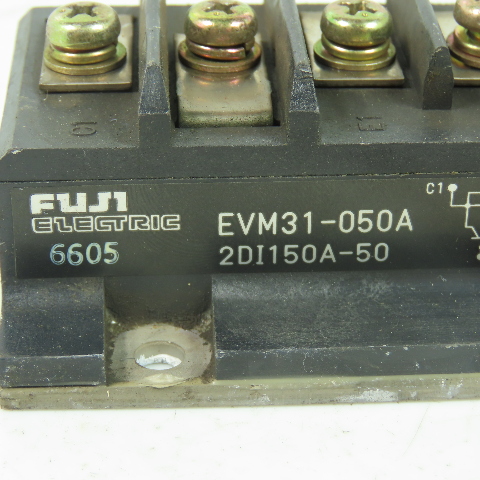 FUJI
ELECTRIC
6605
EVM31-050A
2DI150A-50
C1